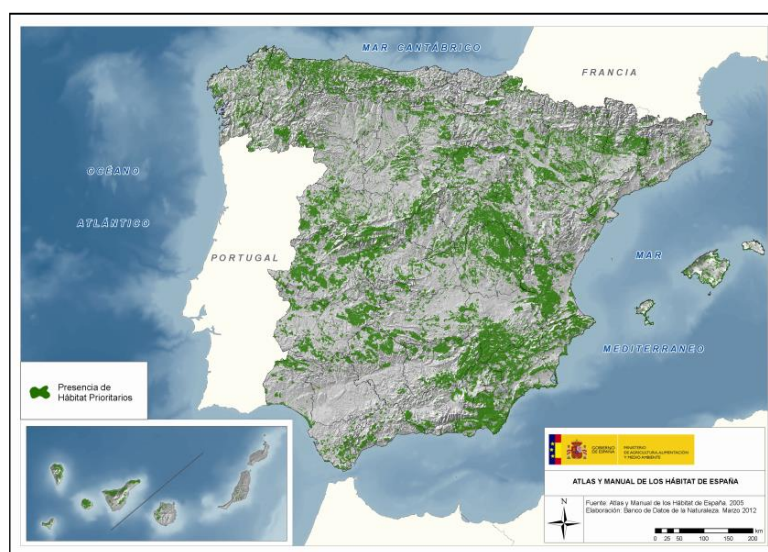 MAR CANTÁBRICO
FRANCIA
OCÉANO
ATLÁNTICO
PORTUGAL
MAR
MEDITERRANEO
Presencia de
Hábitat Prioritarios
GOBIERNO
DE ESPAÑA
MINISTERIO
DE AGRICULTURA, ALIMENTACIÓN
Y MEDIO AMBIENTE
ATLAS Y MANUAL DE LOS HÁBITAT DE ESPAÑA
N
Fuente: Atlas y Manual de los Hábitat de España. 2005
Elaboración: Banco de Datos de la Naturaleza. Marzo 2012
km
0 25 50 100 150 200